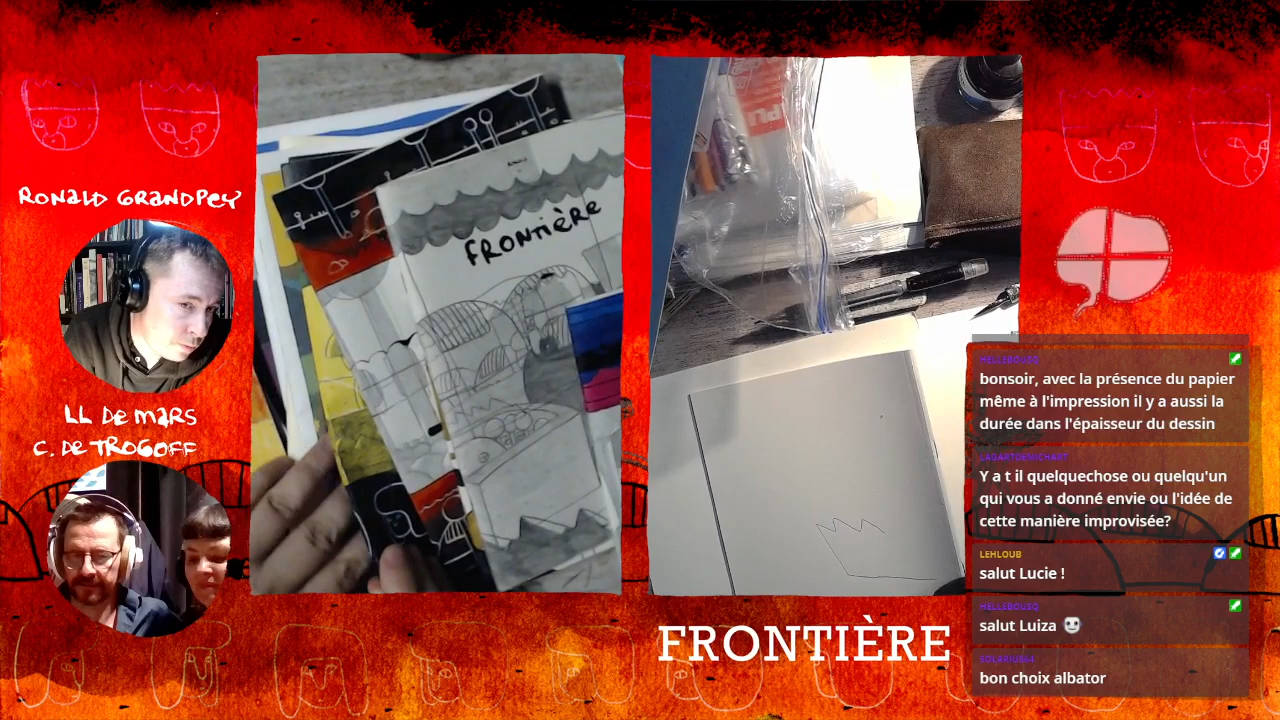 RONALD GRANDPEY
LL De mARS
C. De TROGOFF
FRONTIÈRe
FRONTIÈRE
HELLEBOUSQ
bonsoir, avec la présence du papier
même à l'impression il y a aussi la
durée dans l'épaisseur du dessin
Y a t il quelquechose ou quelqu'un
qui vous a donné envie ou l'idée de
cette manière improvisée?
LEHLOUB
salut Lucie !
HELLEBOUSQ
salut Luiza
bon choix albator